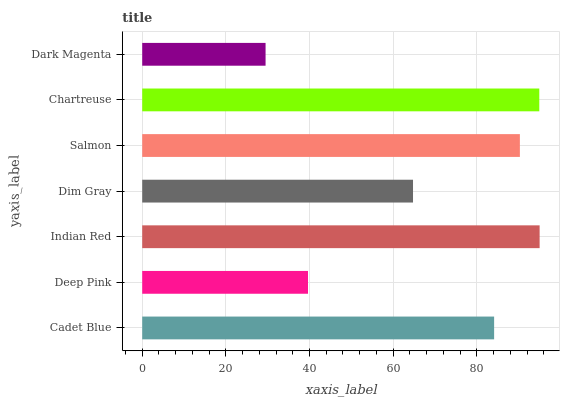 title
Dark Magenta
Chartreuse
Salmon
Dim Gray
Indian Red
Deep Pink
Cadet Blue
yaxis_label
0 20 40 60 80
xaxis_label